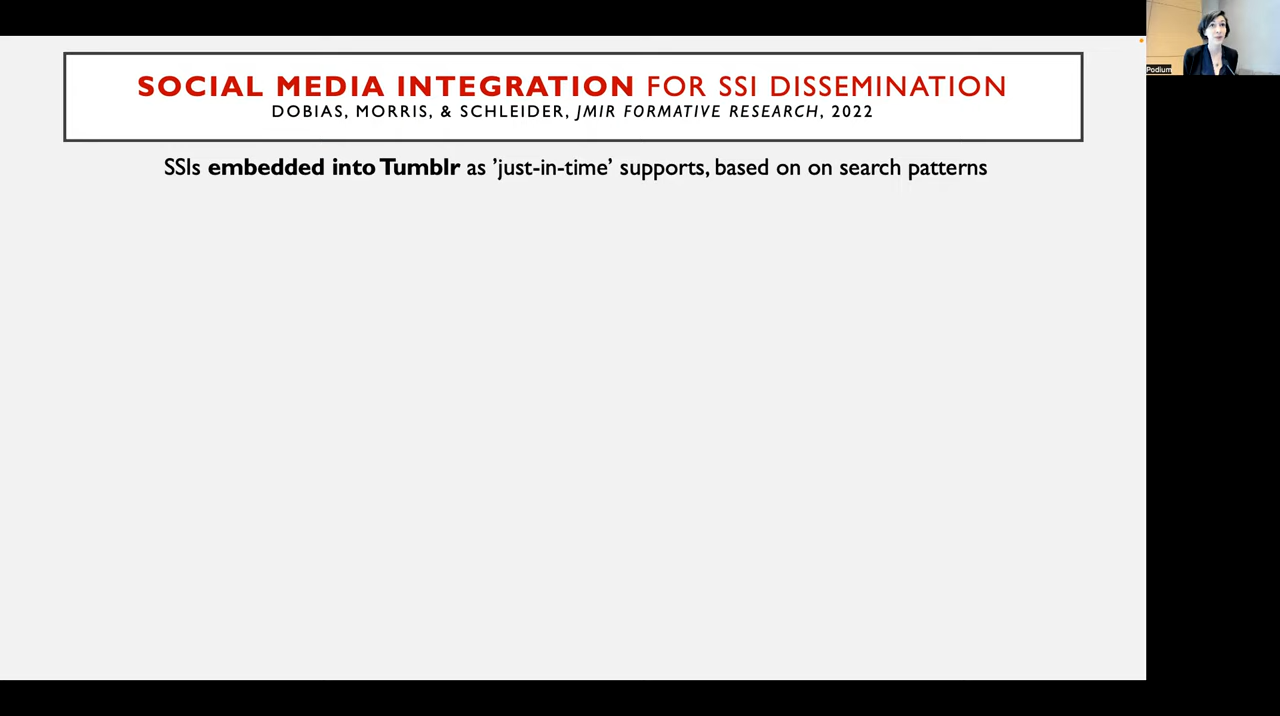 SOCIAL MEDIA INTEGRATION FOR SSI DISSEMINATION
DOBIAS, MORRIS, & SCHLEIDER, JMIR FORMATIVE RESEARCH, 2022
SSIs embedded into Tumblr as ’just-in-time’ supports, based on on search patterns
Podium